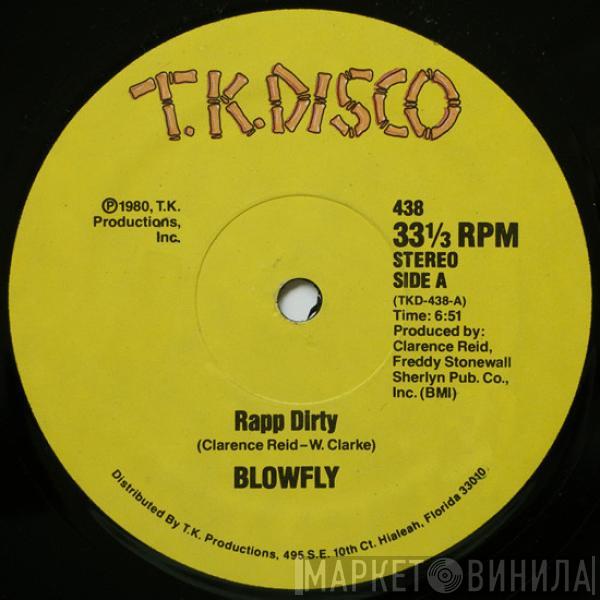 T.K. DISCO
℗1980, T.K.
Productions,
Inc.
438
33 1/3 RPM
STEREO
SIDE A
(TKD-438-A)
Time: 6:51
Produced by:
Clarence Reid,
Freddy Stonewall
Sherlyn Pub. Co.,
Inc. (BMI)
Rapp Dirty
(Clarence Reid–W. Clarke)
BLOWFLY
Distributed By T.K. Productions, 495 S.E. 10th Ct. Hialeah, Florida 33010
МАРКЕТ ВИНИЛА